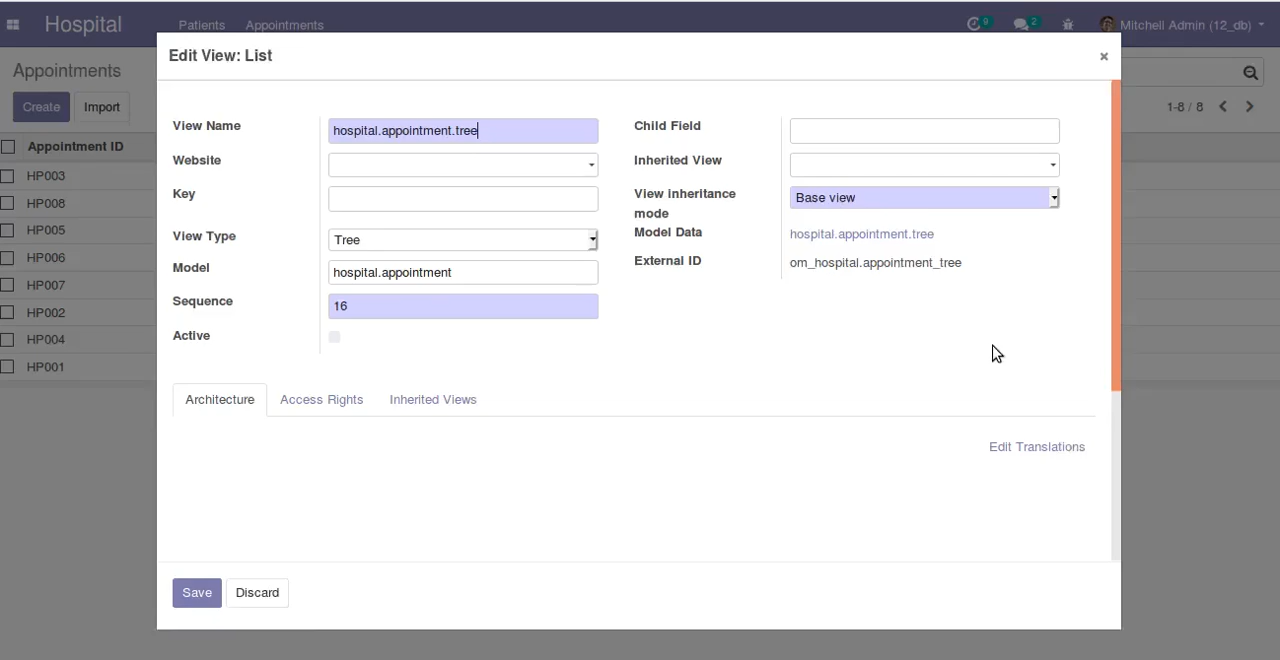 Hospital Patients Appointments 9 2 Mitchell Admin (12_db)
Edit View: List ×
Appointments
Create Import
1-8 / 8
Appointment ID
HP003
HP008
HP005
HP006
HP007
HP002
HP004
HP001
View Name hospital.appointment.tree
Website
Key
View Type Tree
Model hospital.appointment
Sequence 16
Active
Child Field
Inherited View
View inheritance
mode Base view
Model Data hospital.appointment.tree
External ID om_hospital.appointment_tree
Architecture Access Rights Inherited Views
Edit Translations
Save Discard